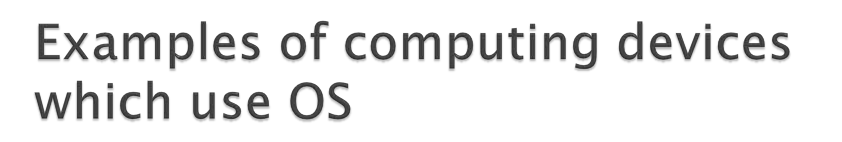 Examples of computing devices
which use OS